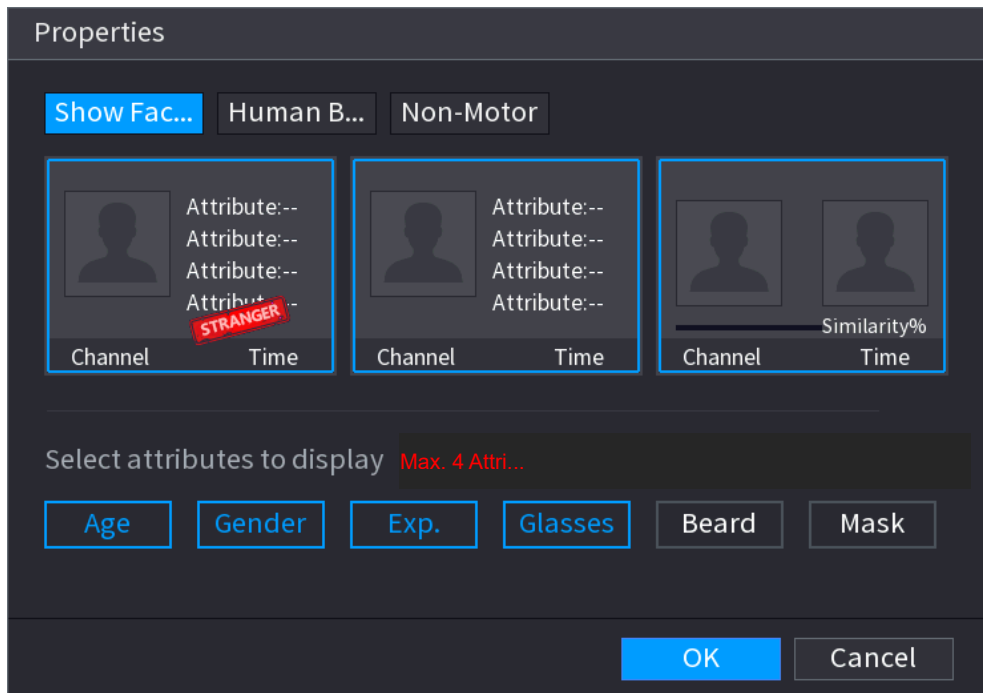 Properties
Show Fac... Human B... Non-Motor
Attribute:--
Attribute:--
Attribute:--
STRANGER
Channel Time
Attribute:--
Attribute:--
Attribute:--
Attribute:--
Channel Time
Similarity%
Channel Time
Select attributes to display Max. 4 Attri...
Age Gender Exp. Glasses Beard Mask
OK Cancel